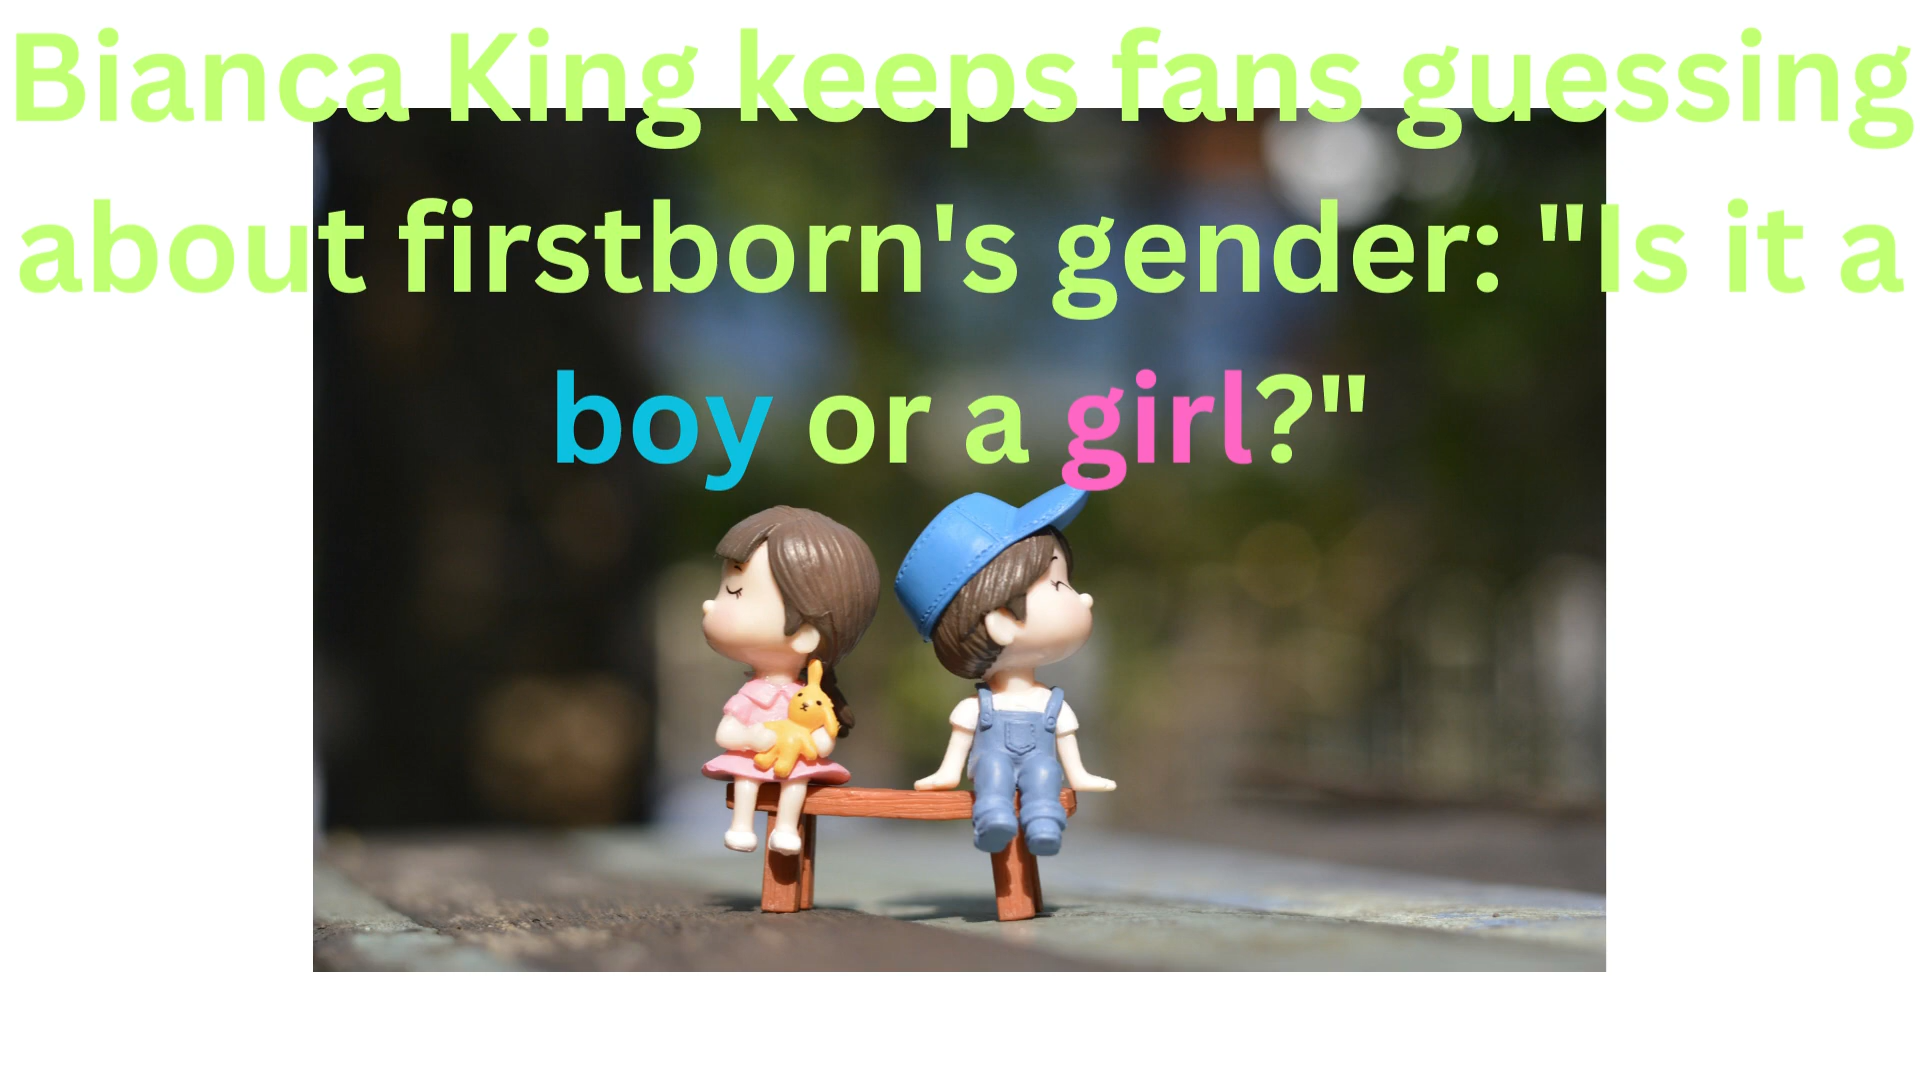 Bianca King keeps fans guessing
about firstborn's gender: "Is it a
boy or a girl?"